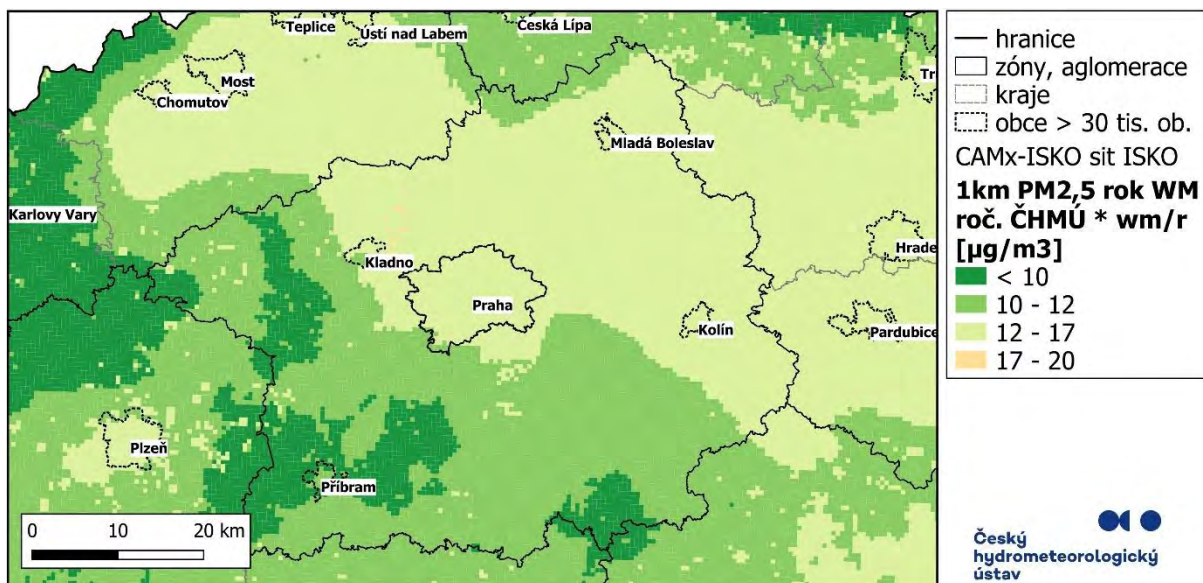 Teplice
Ústí nad Labem
Česká Lípa
Most
Tr
Chomutov
Mladá Boleslav
Karlovy Vary
Hrade
Kladno
Praha
Kolín
Pardubice
Plzeň
Příbram
0 10 20 km
hranice
zóny, aglomerace
kraje
obce > 30 tis. ob.
CAMx-ISKO sit ISKO
1km PM2,5 rok WM
roč. ČHMÚ * wm/r
[µg/m3]
< 10
10 - 12
12 - 17
17 - 20
Český
hydrometeorologický
ústav